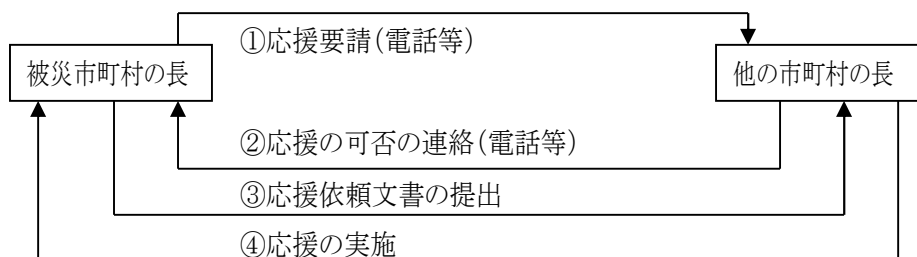 ①応援要請(電話等)
被災市町村の長
他の市町村の長
②応援の可否の連絡(電話等)
③応援依頼文書の提出
④応援の実施